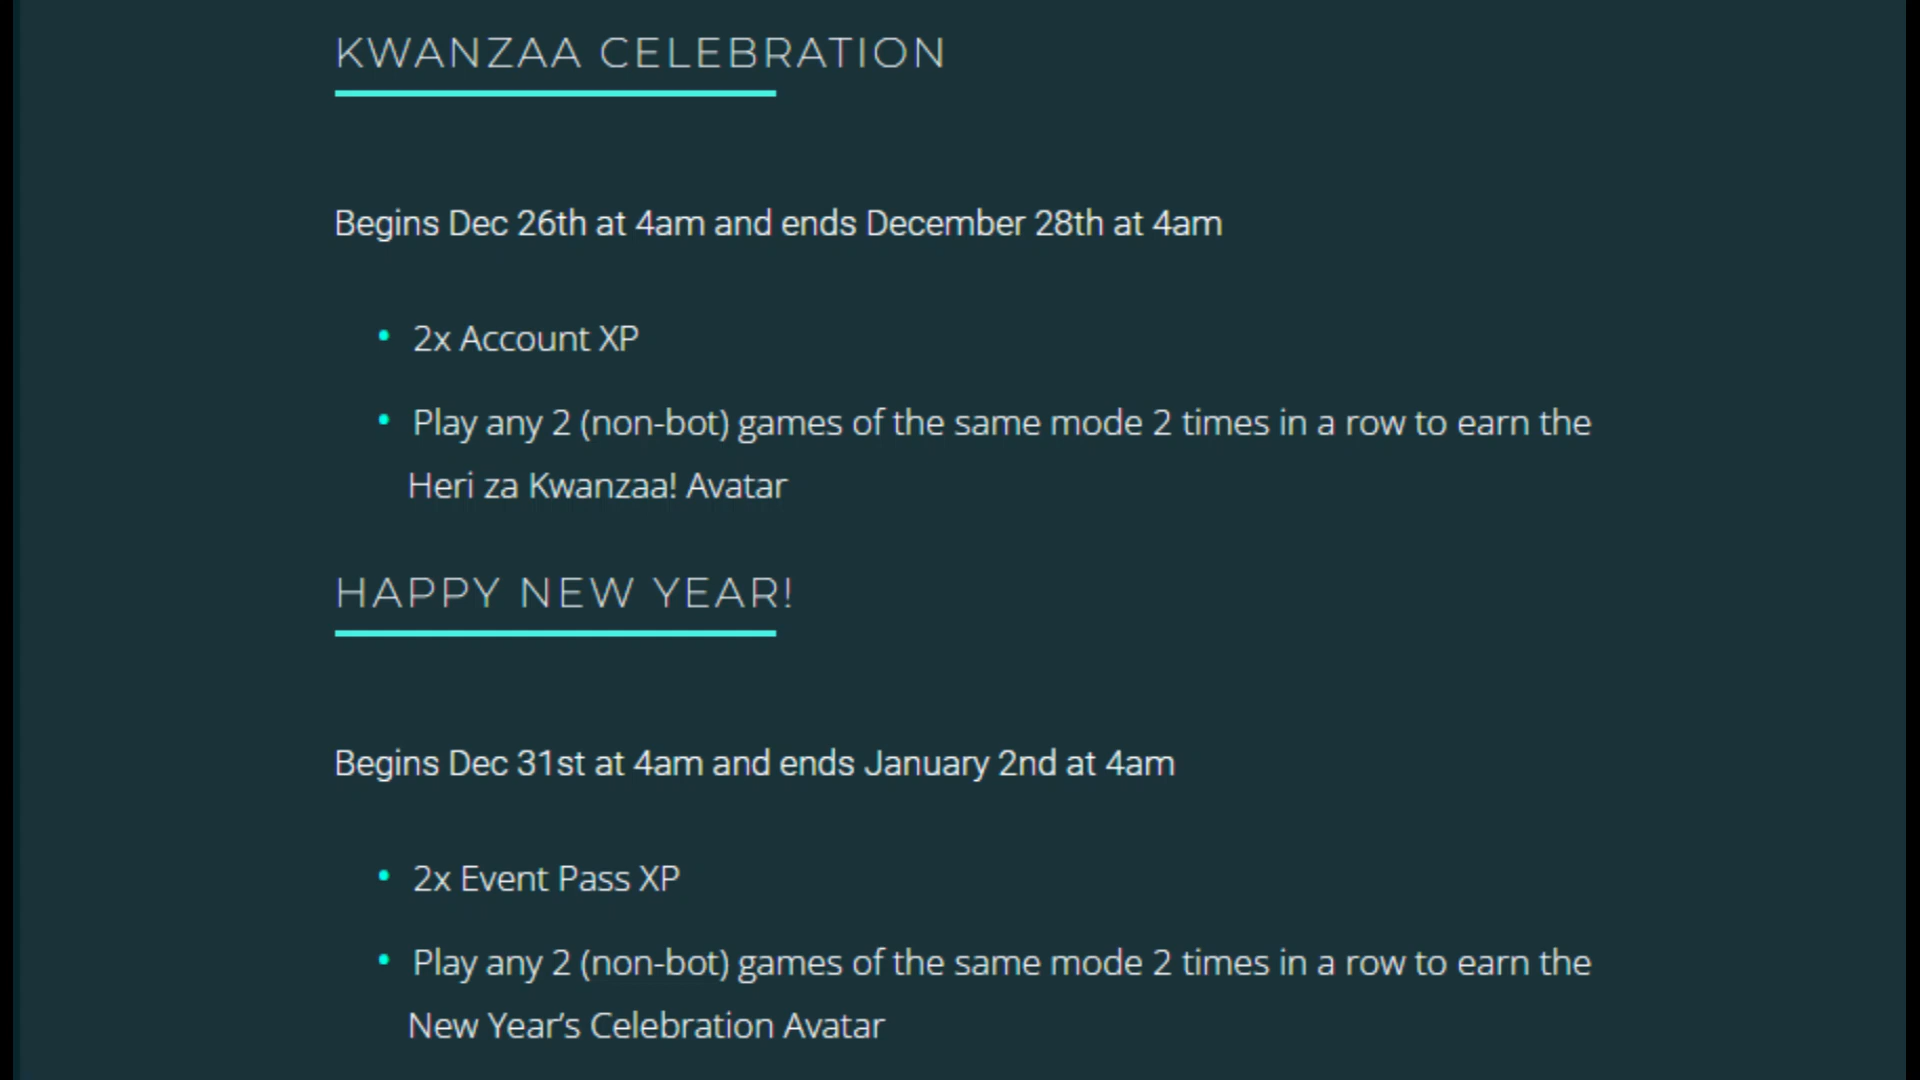 KWANZAA CELEBRATION
Begins Dec 26th at 4am and ends December 28th at 4am
• 2x Account XP
• Play any 2 (non-bot) games of the same mode 2 times in a row to earn the
Heri za Kwanzaa! Avatar
HAPPY NEW YEAR!
Begins Dec 31st at 4am and ends January 2nd at 4am
• 2x Event Pass XP
• Play any 2 (non-bot) games of the same mode 2 times in a row to earn the
New Year’s Celebration Avatar